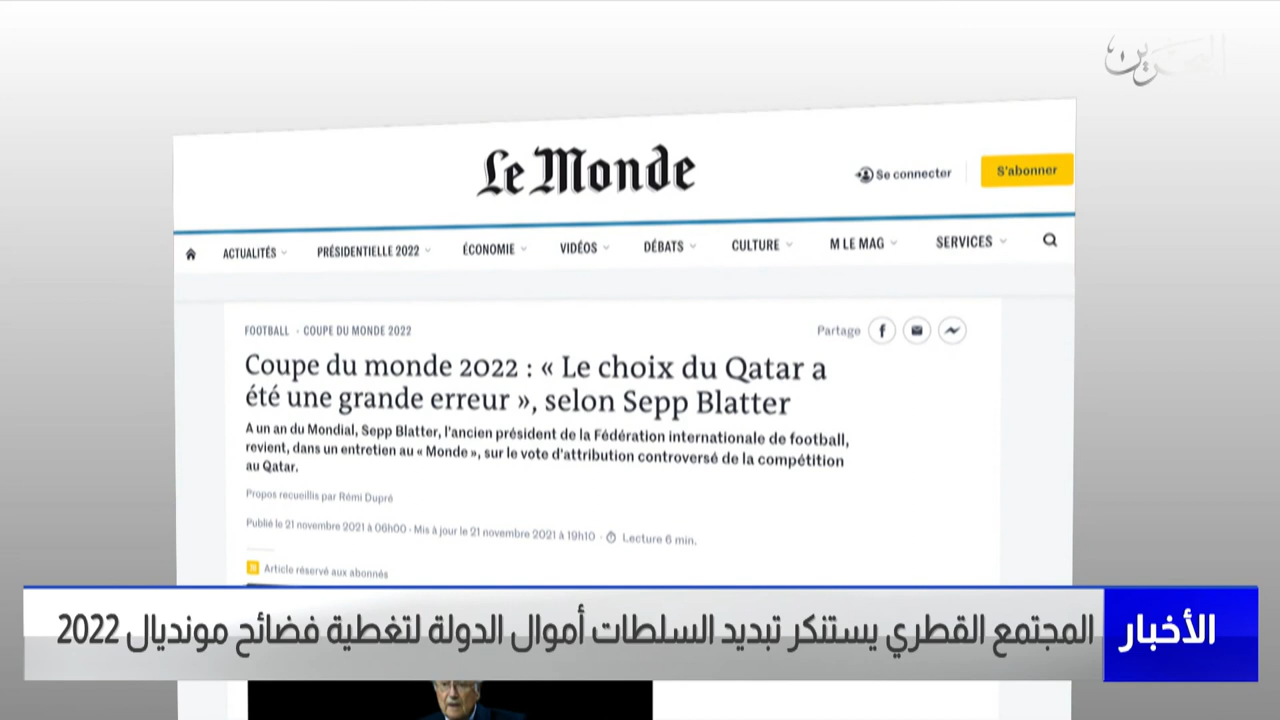 البحرين
Le Monde
Se connecter
S'abonner
ACTUALITÉS PRÉSIDENTIELLE 2022 ÉCONOMIE VIDÉOS DÉBATS CULTURE M LE MAG SERVICES
FOOTBALL · COUPE DU MONDE 2022
Partage
Coupe du monde 2022 : « Le choix du Qatar a
été une grande erreur », selon Sepp Blatter
A un an du Mondial, Sepp Blatter, l'ancien président de la Fédération internationale de football,
revient, dans un entretien au « Monde », sur le vote d'attribution controversé de la compétition
au Qatar.
Propos recueillis par Rémi Dupré
Publié le 21 novembre 2021 à 06h00 · Mis à jour le 21 novembre 2021 à 19h10 · Lecture 6 min.
Article réservé aux abonnés
الأخبار
المجتمع القطري يستنكر تبديد السلطات أموال الدولة لتغطية فضائح مونديال 2022